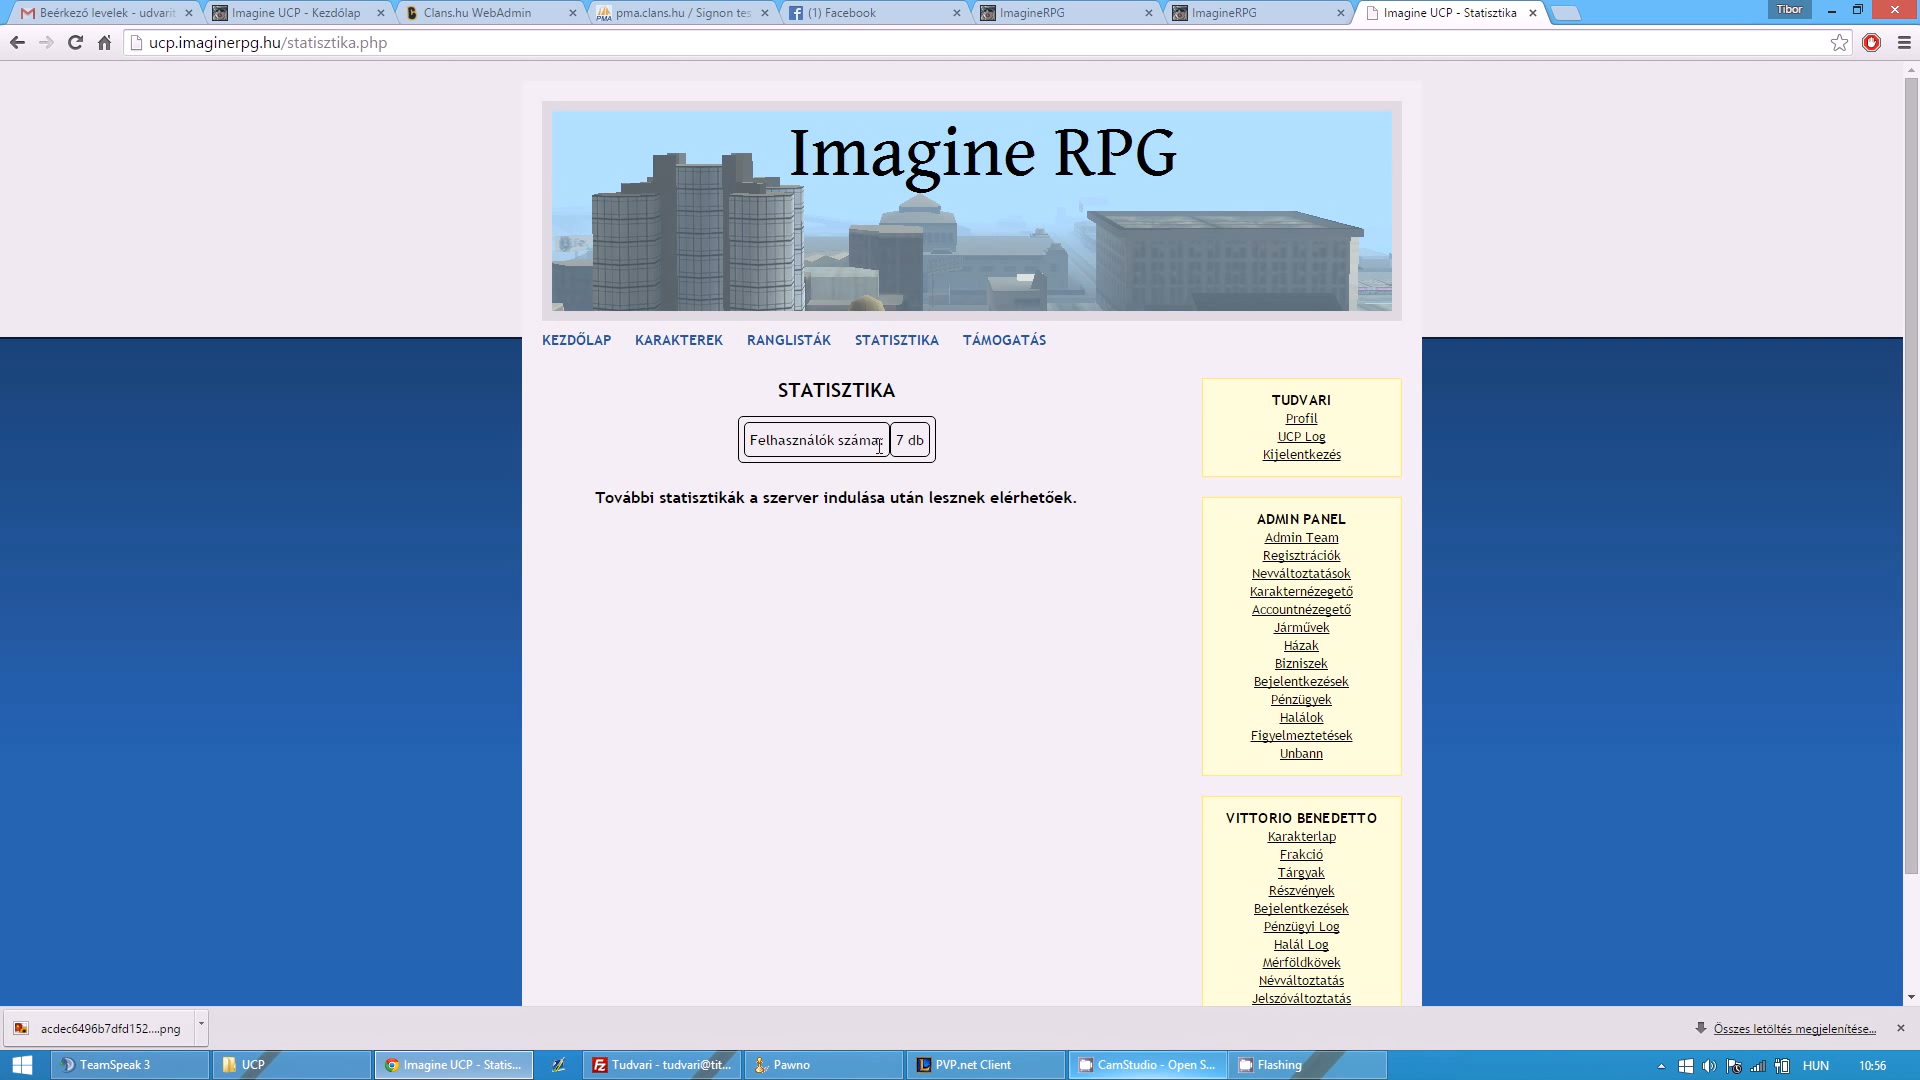 Beérkező levelek - udvarit
Imagine UCP - Kezdőlap
Clans.hu WebAdmin
pma.clans.hu / Signon tes
(1) Facebook
ImagineRPG
ImagineRPG
Imagine UCP - Statisztika
Tibor
ucp.imaginerpg.hu/statisztika.php
Imagine RPG
KEZDŐLAP KARAKTEREK RANGLISTÁK STATISZTIKA TÁMOGATÁS
STATISZTIKA
Felhasználók száma: 7 db
További statisztikák a szerver indulása után lesznek elérhetőek.
TUDVARI
Profil
UCP Log
Kijelentkezés
ADMIN PANEL
Admin Team
Regisztrációk
Nevváltoztatások
Karakternézegető
Accountnézegető
Járművek
Házak
Bizniszek
Bejelentkezések
Pénzügyek
Halálok
Figyelmeztetések
Unbann
VITTORIO BENEDETTO
Karakterlap
Frakció
Tárgyak
Részvények
Bejelentkezések
Pénzügyi Log
Halál Log
Mérföldkövek
Névváltoztatás
Jelszóváltoztatás
acdec6496b7dfd152....png
Összes letöltés megjelenítése...
TeamSpeak 3
UCP
Imagine UCP - Statis...
Tudvari - tudvari@tit...
Pawno
PVP.net Client
CamStudio - Open S...
Flashing
HUN
10:56